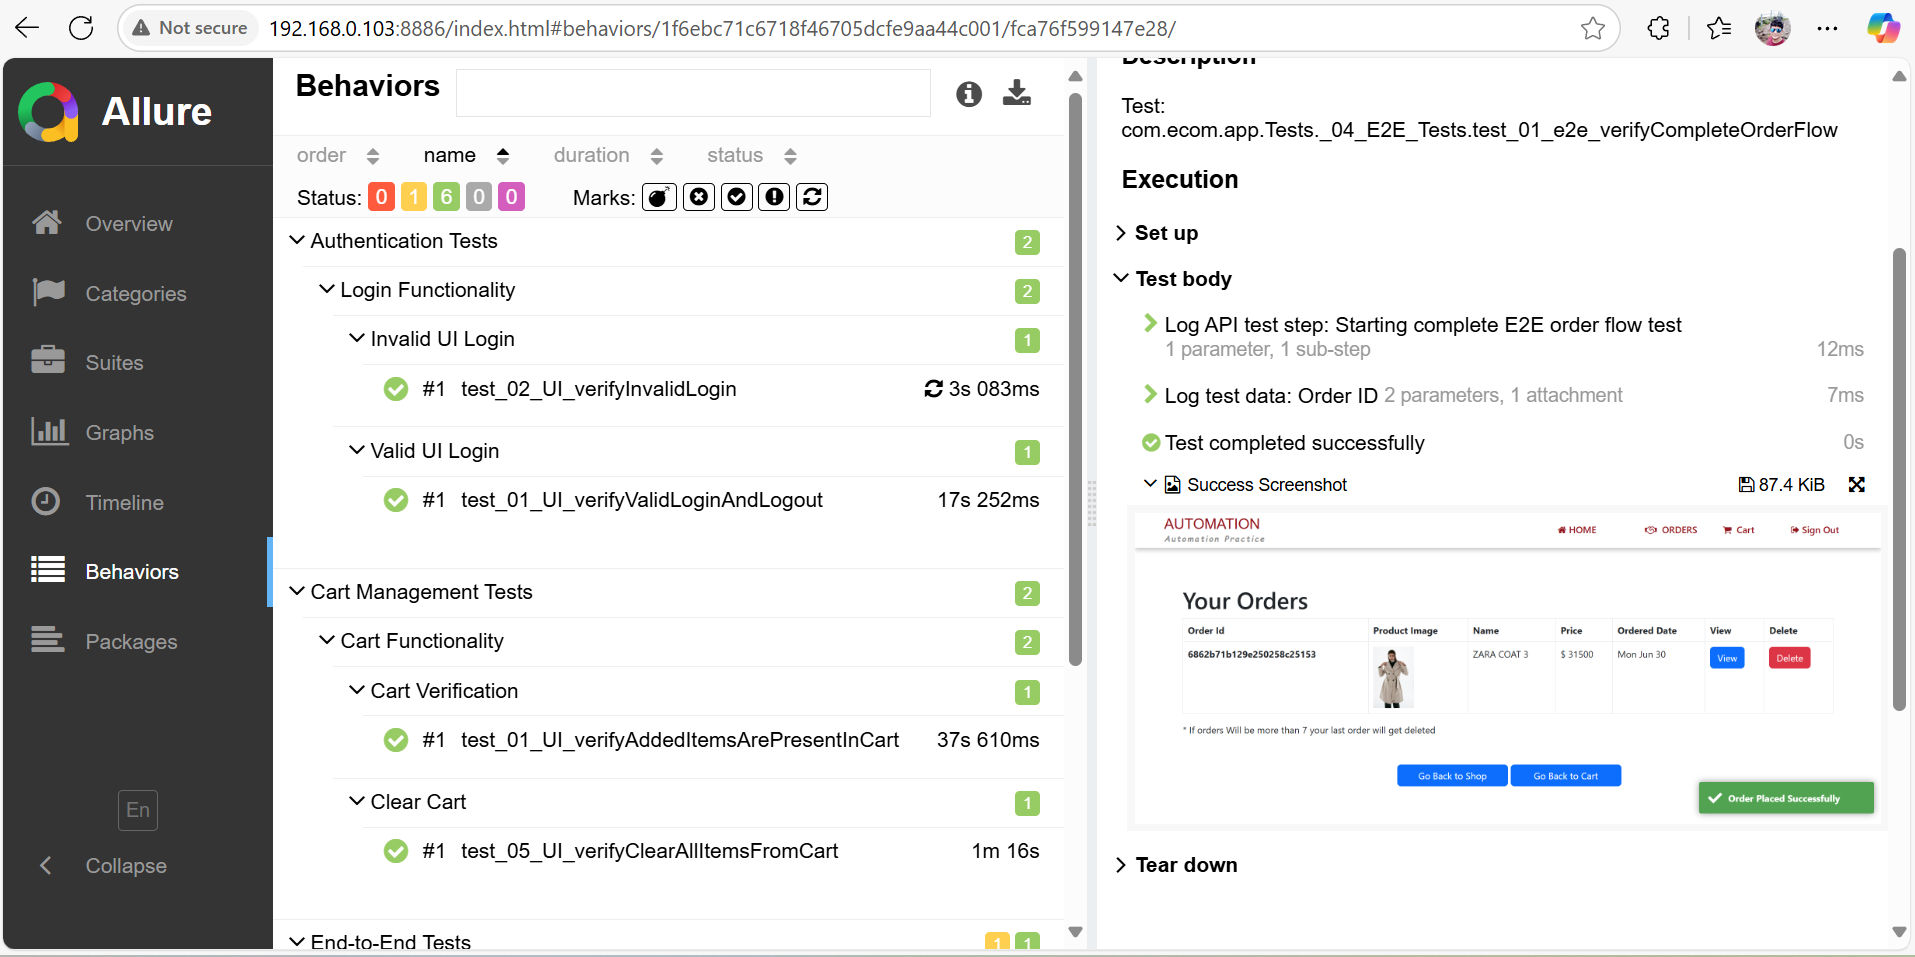 Not secure
192.168.0.103:8886/index.html#behaviors/1f6ebc71c6718f46705dcfe9aa44c001/fca76f599147e28/
Allure
Overview
Categories
Suites
Graphs
Timeline
Behaviors
Packages
En
Collapse
Behaviors
order name duration status
Status: 0 1 6 0 0 Marks:
Authentication Tests 2
Login Functionality 2
Invalid UI Login 1
#1 test_02_UI_verifyInvalidLogin 3s 083ms
Valid UI Login 1
#1 test_01_UI_verifyValidLoginAndLogout 17s 252ms
Cart Management Tests 2
Cart Functionality 2
Cart Verification 1
#1 test_01_UI_verifyAddedItemsArePresentInCart 37s 610ms
Clear Cart 1
#1 test_05_UI_verifyClearAllItemsFromCart 1m 16s
End-to-End Tests 1 1
Description
Test:
com.ecom.app.Tests._04_E2E_Tests.test_01_e2e_verifyCompleteOrderFlow
Execution
Set up
Test body
Log API test step: Starting complete E2E order flow test
1 parameter, 1 sub-step 12ms
Log test data: Order ID 2 parameters, 1 attachment 7ms
Test completed successfully 0s
Success Screenshot 87.4 KiB
AUTOMATION
Automation Practice
HOME ORDERS Cart Sign Out
Your Orders
Order Id Product Image Name Price Ordered Date View Delete
6862b71b129e250258c25153 ZARA COAT 3 $ 31500 Mon Jun 30 View Delete
* If orders Will be more than 7 your last order will get deleted
Go Back to Shop Go Back to Cart
Order Placed Successfully
Tear down